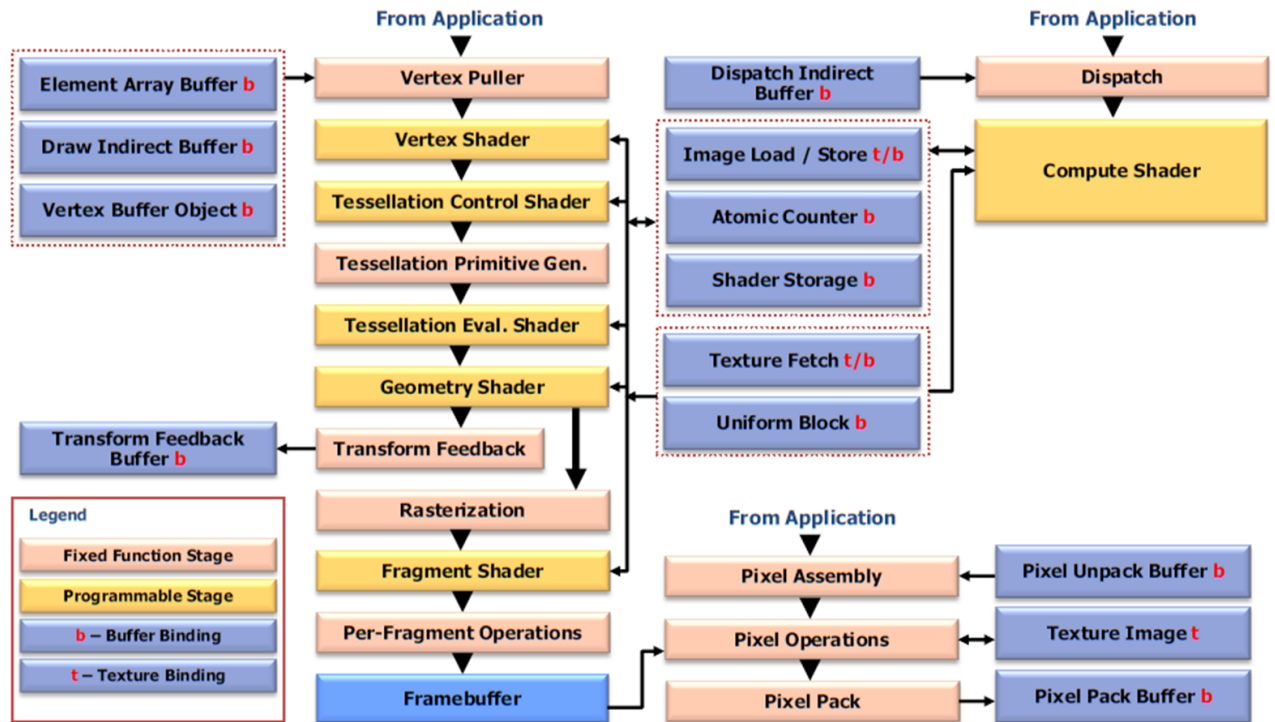 From Application
Element Array Buffer b
Draw Indirect Buffer b
Vertex Buffer Object b
Vertex Puller
Vertex Shader
Tessellation Control Shader
Tessellation Primitive Gen.
Tessellation Eval. Shader
Geometry Shader
Transform Feedback
Buffer b
Transform Feedback
Rasterization
Fragment Shader
Per-Fragment Operations
Framebuffer
Legend
Fixed Function Stage
Programmable Stage
b – Buffer Binding
t – Texture Binding
From Application
Dispatch Indirect
Buffer b
Dispatch
Image Load / Store t/b
Atomic Counter b
Shader Storage b
Compute Shader
Texture Fetch t/b
Uniform Block b
From Application
Pixel Assembly
Pixel Unpack Buffer b
Pixel Operations
Texture Image t
Pixel Pack
Pixel Pack Buffer b